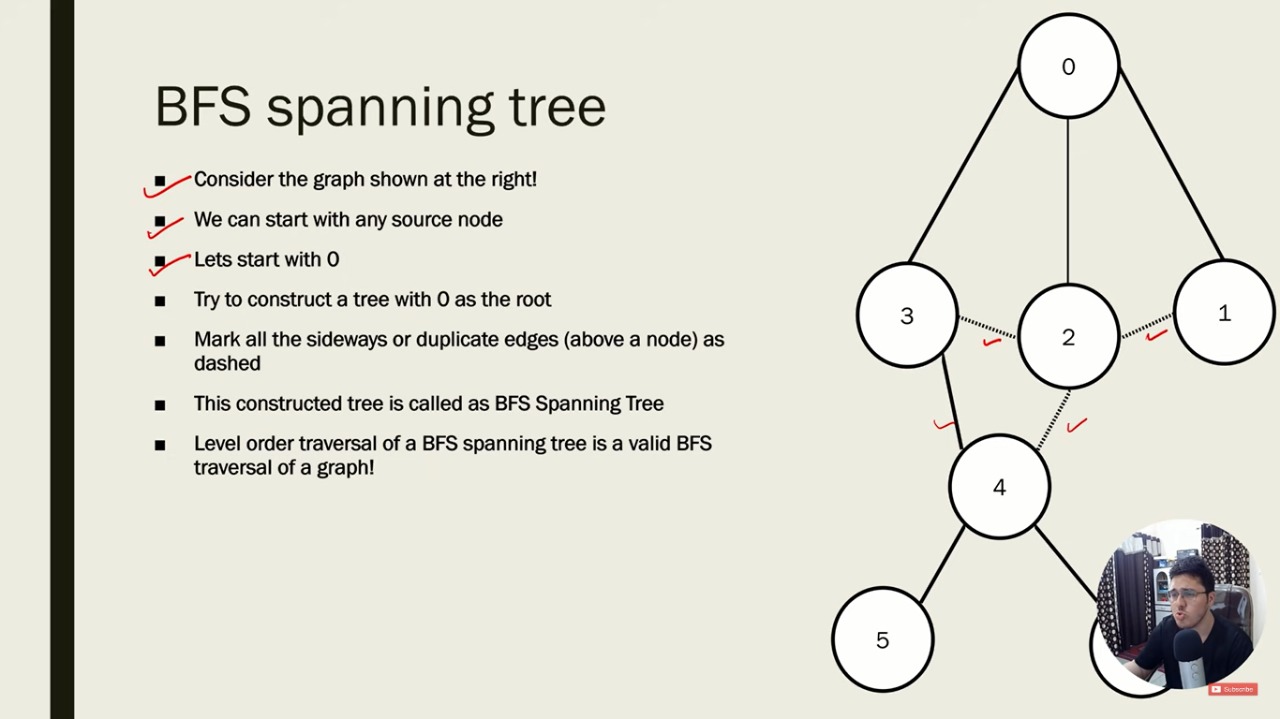 BFS spanning tree
■ Consider the graph shown at the right!
■ We can start with any source node
■ Lets start with 0
■ Try to construct a tree with 0 as the root
■ Mark all the sideways or duplicate edges (above a node) as
dashed
■ This constructed tree is called as BFS Spanning Tree
■ Level order traversal of a BFS spanning tree is a valid BFS
traversal of a graph!
0
3
2
1
4
5
Subscribe